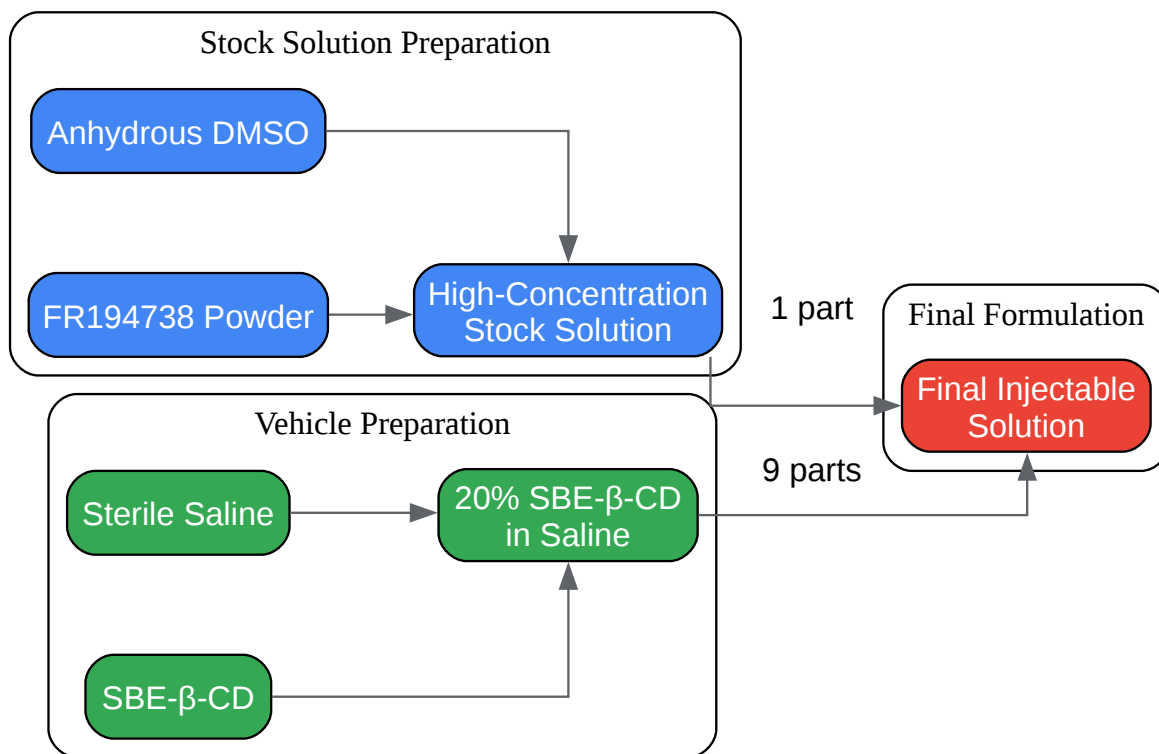 Stock Solution Preparation
Anhydrous DMSO
FR194738 Powder
High-Concentration
Stock Solution
1 part
Final Formulation
Final Injectable
Solution
Vehicle Preparation
9 parts
Sterile Saline
20% SBE-β-CD
in Saline
SBE-β-CD